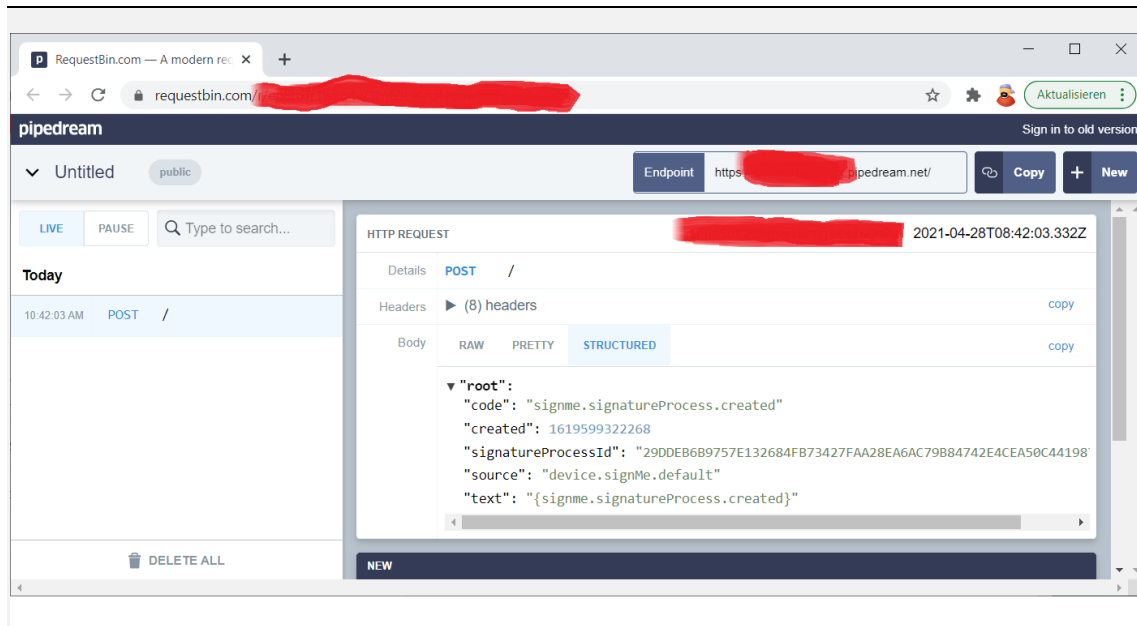 RequestBin.com — A modern rec
requestbin.com/
Aktualisieren
pipedream
Sign in to old version
Untitled public Endpoint https pipedream.net/ Copy + New
LIVE PAUSE Type to search...
Today
10:42:03 AM POST /
DELETE ALL
HTTP REQUEST 2021-04-28T08:42:03.332Z
Details POST /
Headers (8) headers copy
Body RAW PRETTY STRUCTURED copy
"root":
"code": "signme.signatureProcess.created"
"created": 1619599322268
"signatureProcessId": "29DDEB6B9757E132684FB73427FAA28EA6AC79B84742E4CEA50C44198
"source": "device.signMe.default"
"text": "{signme.signatureProcess.created}"
NEW